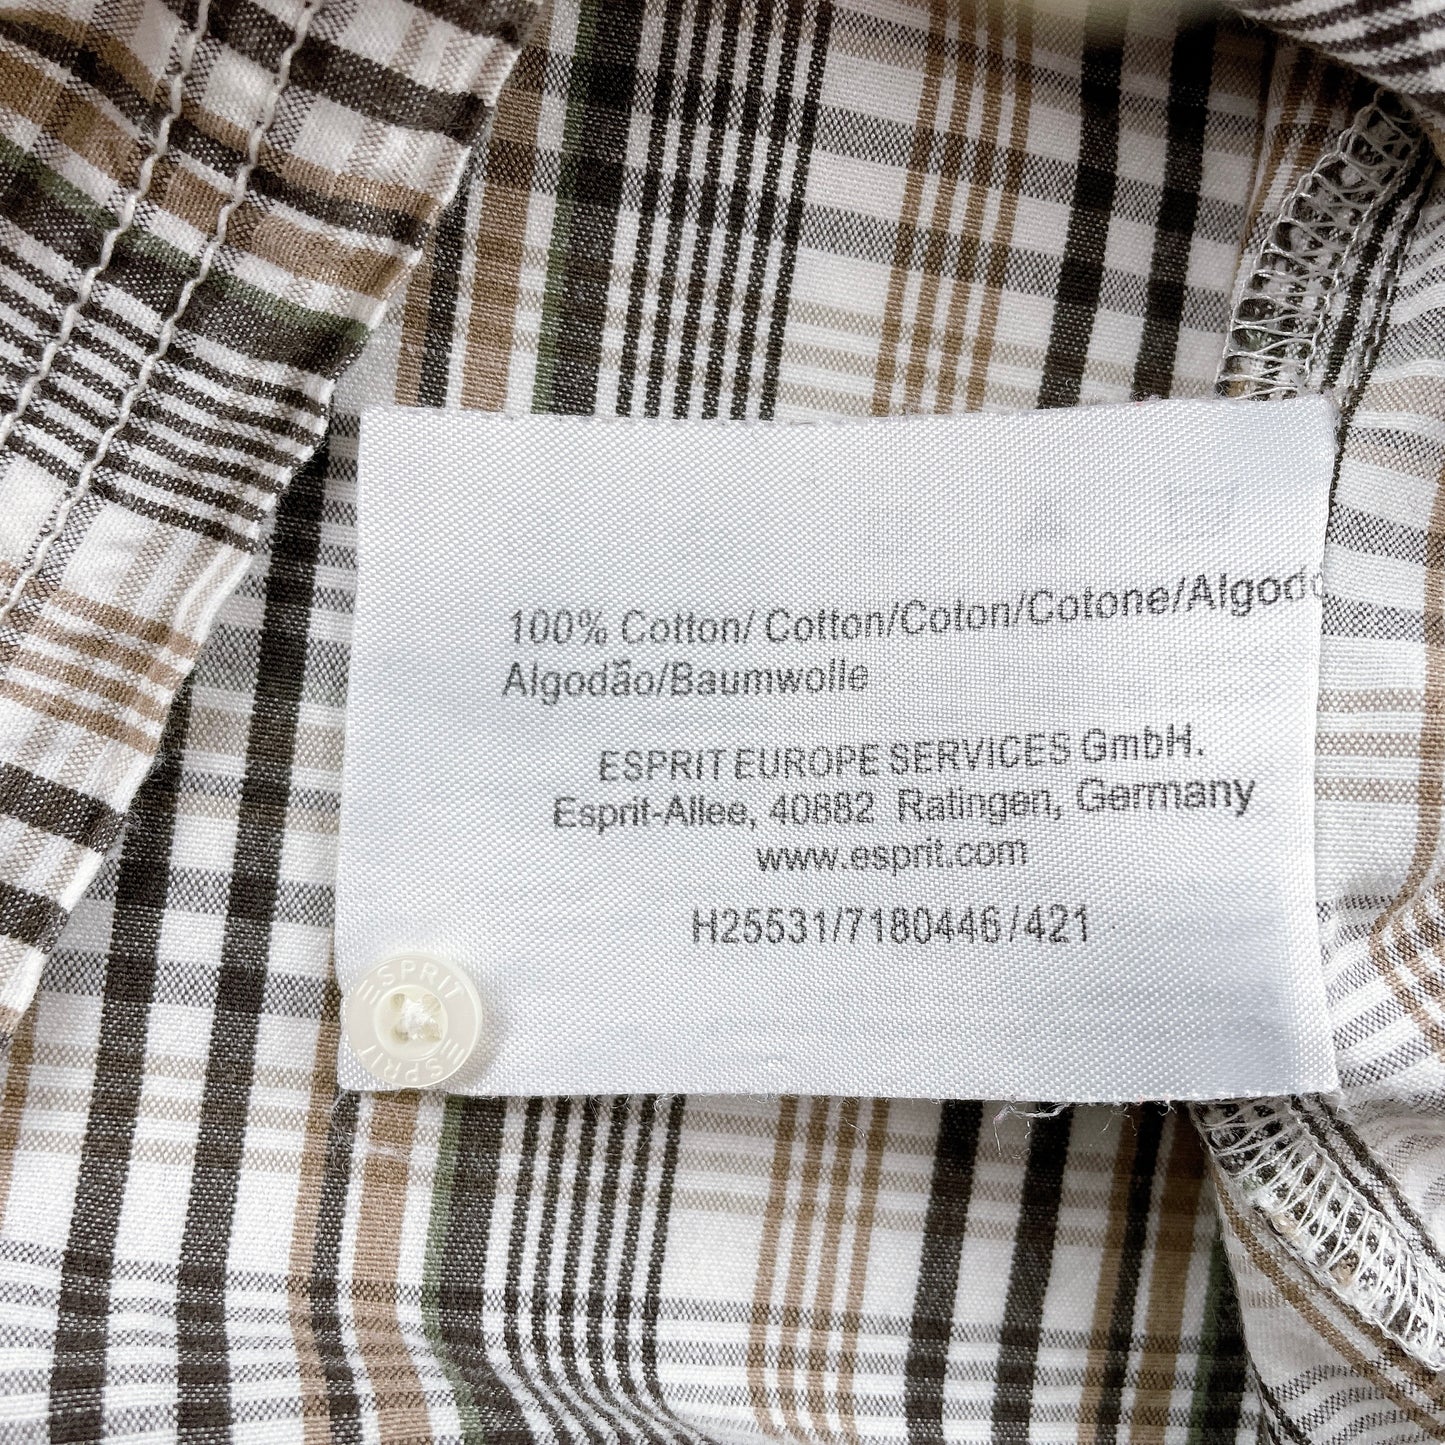 100% Cotton/ Cotton/Coton/Cotone/Algodo
Algodão/Baumwolle
ESPRIT EUROPE SERVICES GmbH.
Esprit-Allee, 40882 Ratingen, Germany
www.esprit.com
H25531/7180446/421
ESPRIT
ESPRIT